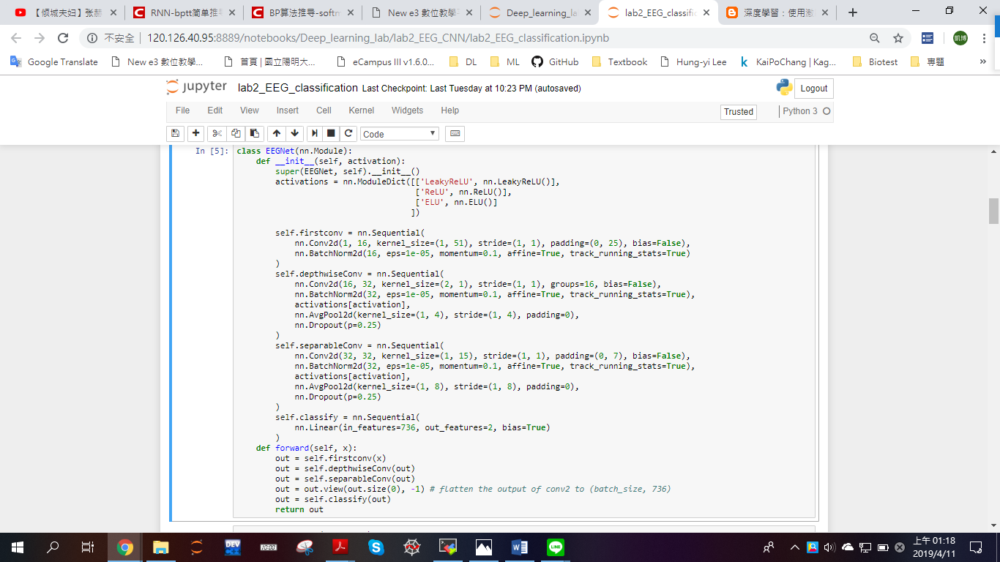 【倾城夫妇】张赫
RNN-bptt简单推导
BP算法推导-softm
New e3 數位教學
Deep_learning_la
lab2_EEG_classific
深度學習：使用激
不安全
120.126.40.95:8889/notebooks/Deep_learning_lab/lab2_EEG_CNN/lab2_EEG_classification.ipynb
凱博
Google Translate
New e3 數位教學...
首頁 | 國立陽明大...
eCampus III v1.6.0...
DL
ML
GitHub
Textbook
Hung-yi Lee
KaiPoChang | Kag...
Biotest
專題
»
jupyter
lab2_EEG_classification Last Checkpoint: Last Tuesday at 10:23 PM (autosaved)
Logout
File Edit View Insert Cell Kernel Widgets Help
Trusted
Python 3
Code
In [5]:
class EEGNet(nn.Module):
    def __init__(self, activation):
        super(EEGNet, self).__init__()
        activations = nn.ModuleDict([['LeakyReLU', nn.LeakyReLU()],
                                     ['ReLU', nn.ReLU()],
                                     ['ELU', nn.ELU()]
                                    ])
        self.firstconv = nn.Sequential(
            nn.Conv2d(1, 16, kernel_size=(1, 51), stride=(1, 1), padding=(0, 25), bias=False),
            nn.BatchNorm2d(16, eps=1e-05, momentum=0.1, affine=True, track_running_stats=True)
        )
        self.depthwiseConv = nn.Sequential(
            nn.Conv2d(16, 32, kernel_size=(2, 1), stride=(1, 1), groups=16, bias=False),
            nn.BatchNorm2d(32, eps=1e-05, momentum=0.1, affine=True, track_running_stats=True),
            activations[activation],
            nn.AvgPool2d(kernel_size=(1, 4), stride=(1, 4), padding=0),
            nn.Dropout(p=0.25)
        )
        self.separableConv = nn.Sequential(
            nn.Conv2d(32, 32, kernel_size=(1, 15), stride=(1, 1), padding=(0, 7), bias=False),
            nn.BatchNorm2d(32, eps=1e-05, momentum=0.1, affine=True, track_running_stats=True),
            activations[activation],
            nn.AvgPool2d(kernel_size=(1, 8), stride=(1, 8), padding=0),
            nn.Dropout(p=0.25)
        )
        self.classify = nn.Sequential(
            nn.Linear(in_features=736, out_features=2, bias=True)
        )
    def forward(self, x):
        out = self.firstconv(x)
        out = self.depthwiseConv(out)
        out = self.separableConv(out)
        out = out.view(out.size(0), -1) # flatten the output of conv2 to (batch_size, 736)
        out = self.classify(out)
        return out
DEV
LINE
上午 01:18
2019/4/11